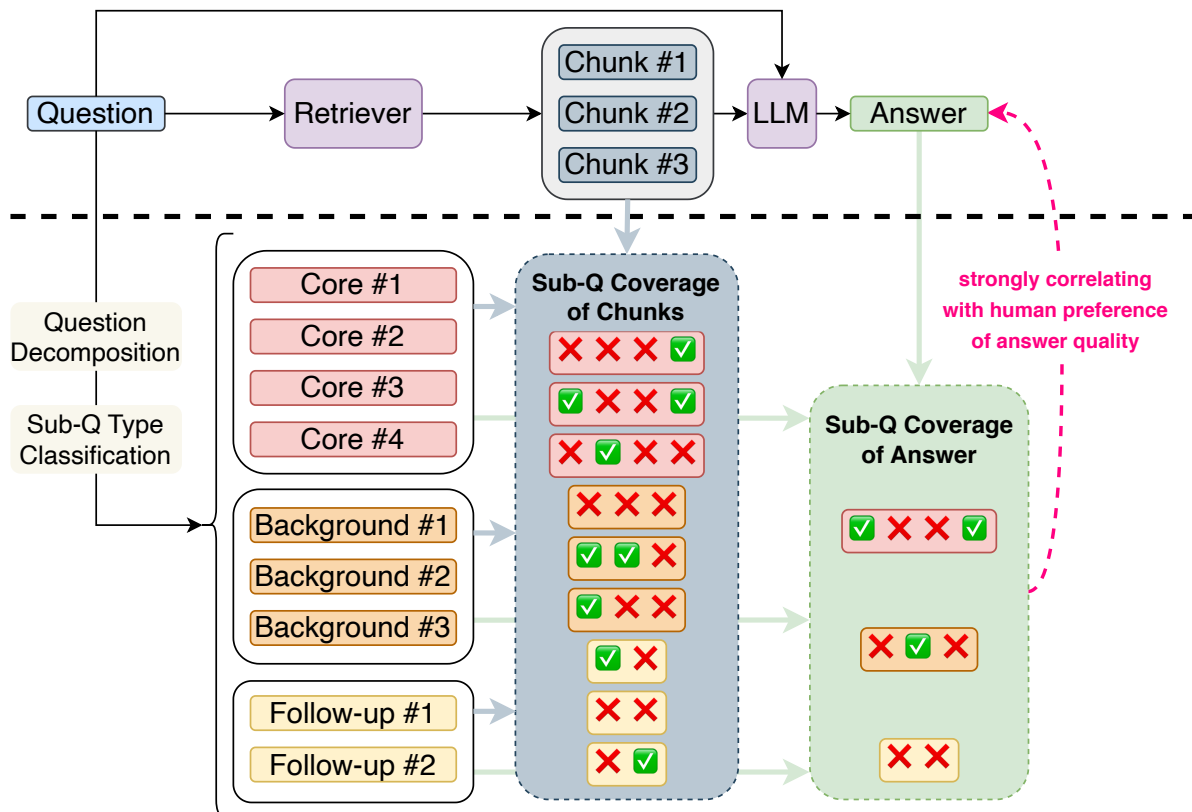 Question
Retriever
Chunk #1
Chunk #2
Chunk #3
LLM
Answer
Question
Decomposition
Sub-Q Type
Classification
Core #1
Core #2
Core #3
Core #4
Background #1
Background #2
Background #3
Follow-up #1
Follow-up #2
Sub-Q Coverage
of Chunks
Sub-Q Coverage
of Answer
strongly correlating
with human preference
of answer quality